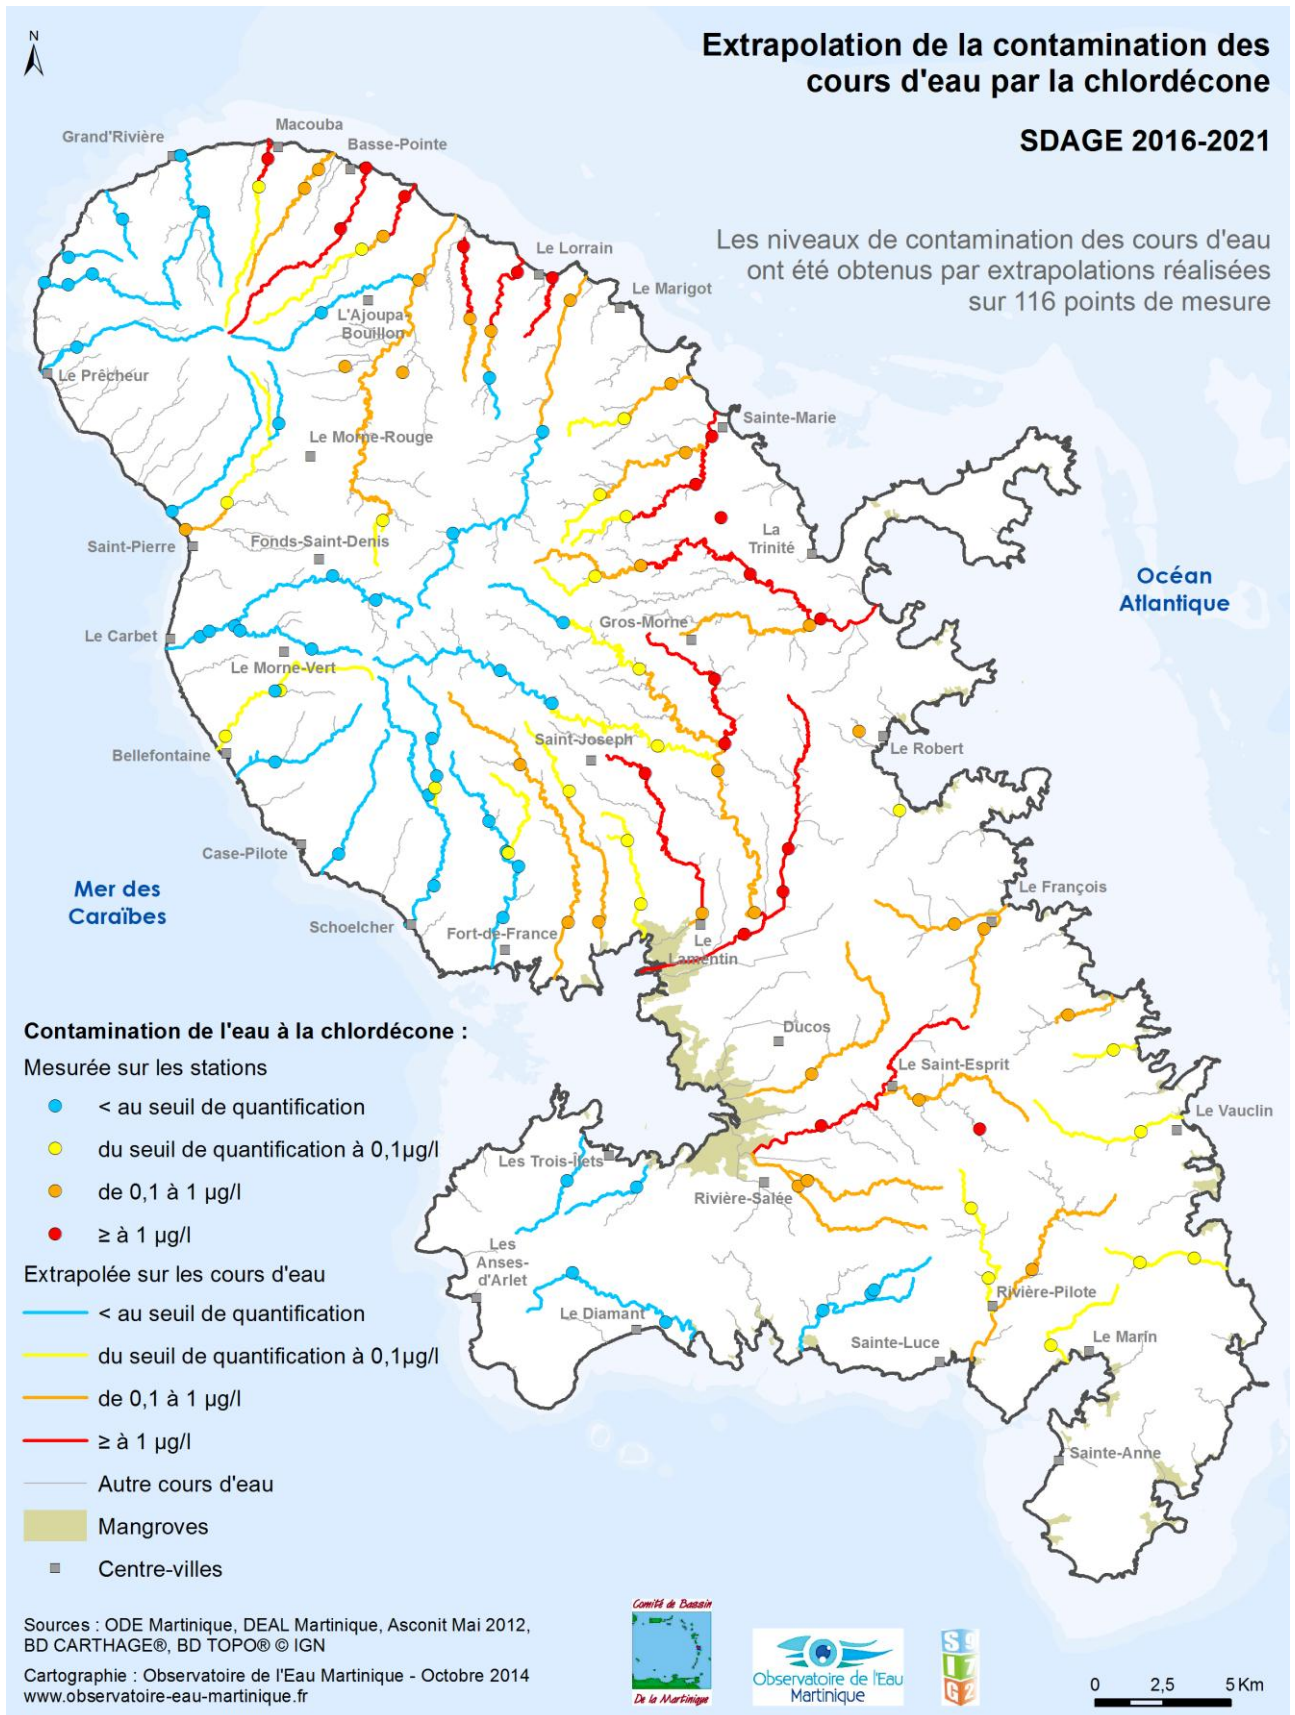 N
Extrapolation de la contamination des
cours d'eau par la chlordécone
SDAGE 2016-2021
Les niveaux de contamination des cours d'eau
ont été obtenus par extrapolations réalisées
sur 116 points de mesure
Grand'Rivière
Macouba
Basse-Pointe
Le Lorrain
Le Marigot
L'Ajoupa-
Bouillon
Le Prêcheur
Sainte-Marie
Le Morne-Rouge
La
Trinité
Saint-Pierre
Fonds-Saint-Denis
Océan
Atlantique
Gros-Morne
Le Carbet
Le Morne-Vert
Saint-Joseph
Le Robert
Bellefontaine
Case-Pilote
Mer des
Caraïbes
Le François
Schoelcher
Fort-de-France
Le
Lamentin
Ducos
Le Saint-Esprit
Le Vauclin
Les Trois-Îlets
Rivière-Salée
Les
Anses-
d'Arlet
Le Diamant
Rivière-Pilote
Sainte-Luce
Le Marin
Sainte-Anne
Contamination de l'eau à la chlordécone :
Mesurée sur les stations
< au seuil de quantification
du seuil de quantification à 0,1µg/l
de 0,1 à 1 µg/l
≥ à 1 µg/l
Extrapolée sur les cours d'eau
< au seuil de quantification
du seuil de quantification à 0,1µg/l
de 0,1 à 1 µg/l
≥ à 1 µg/l
Autre cours d'eau
Mangroves
Centre-villes
Sources : ODE Martinique, DEAL Martinique, Asconit Mai 2012,
BD CARTHAGE®, BD TOPO® © IGN
Cartographie : Observatoire de l'Eau Martinique - Octobre 2014
www.observatoire-eau-martinique.fr
Comité de Bassin
De la Martinique
Observatoire de l'Eau
Martinique
S 9
I 7
G 2
0 2,5 5 Km